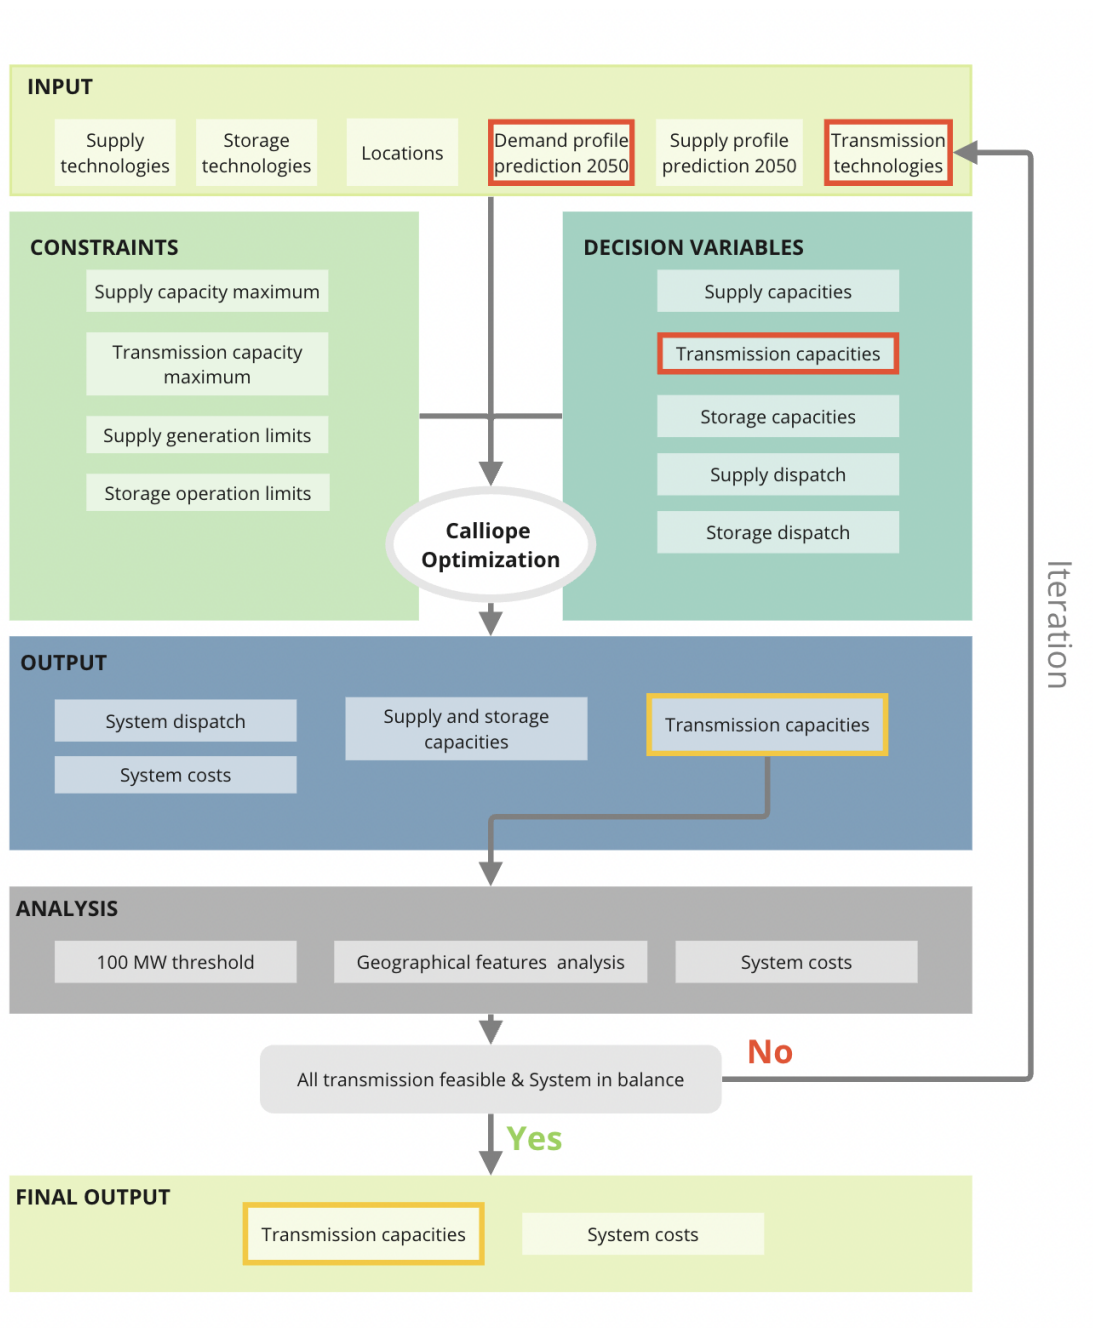 INPUT
Supply
technologies
Storage
technologies
Locations
Demand profile
prediction 2050
Supply profile
prediction 2050
Transmission
technologies
CONSTRAINTS
Supply capacity maximum
Transmission capacity
maximum
Supply generation limits
Storage operation limits
DECISION VARIABLES
Supply capacities
Transmission capacities
Storage capacities
Supply dispatch
Storage dispatch
Calliope
Optimization
Iteration
OUTPUT
System dispatch
System costs
Supply and storage
capacities
Transmission capacities
ANALYSIS
100 MW threshold
Geographical features analysis
System costs
All transmission feasible & System in balance
No
Yes
FINAL OUTPUT
Transmission capacities
System costs